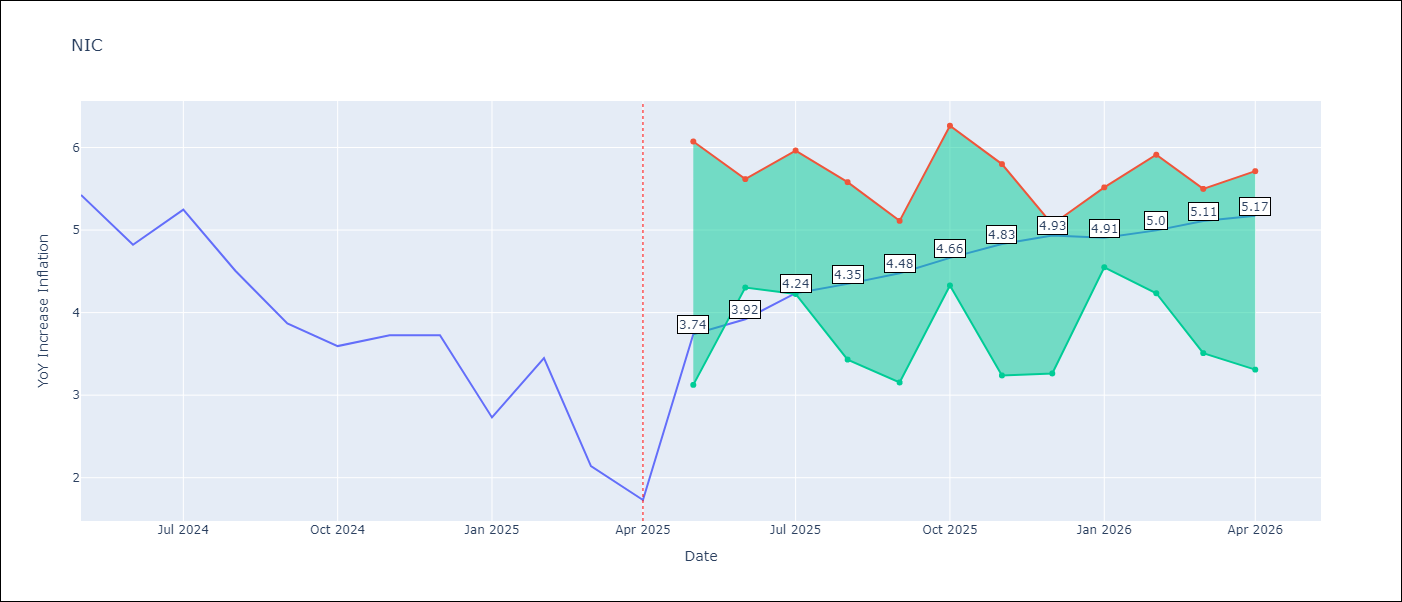 NIC
YoY Increase Inflation
6
5
4
3
2
3.74
3.92
4.24
4.35
4.48
4.66
4.83
4.93
4.91
5.0
5.11
5.17
Jul 2024
Oct 2024
Jan 2025
Apr 2025
Jul 2025
Oct 2025
Jan 2026
Apr 2026
Date